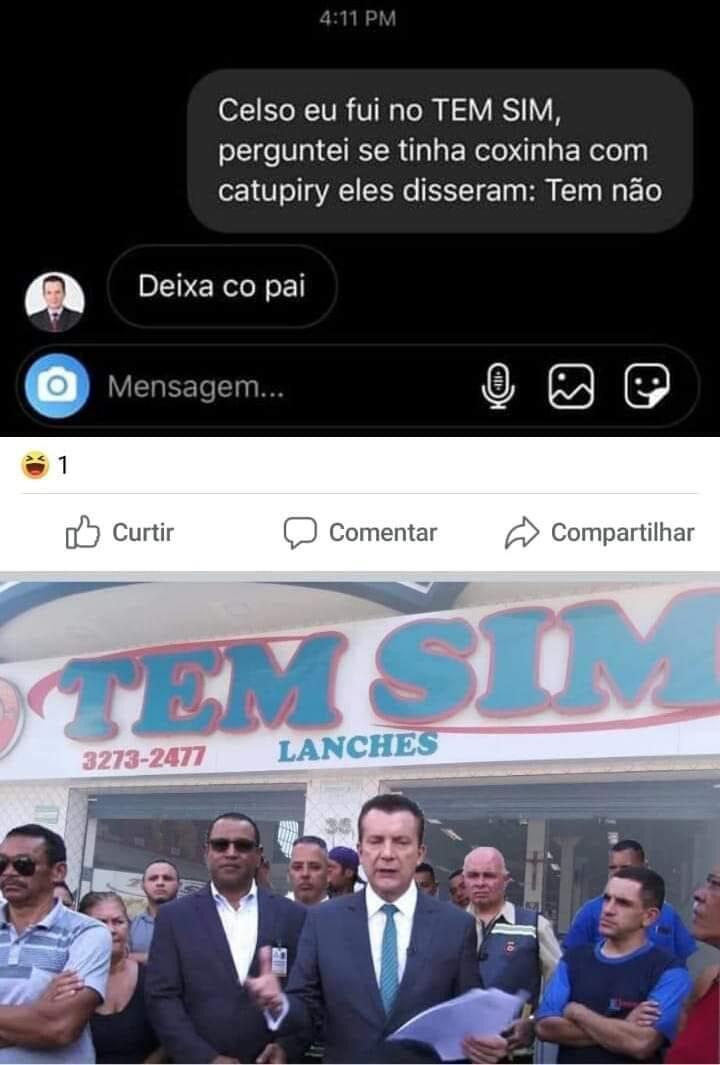 4:11 PM
Celso eu fui no TEM SIM,
perguntei se tinha coxinha com
catupiry eles disseram: Tem não
Deixa co pai
Mensagem...
1
Curtir Comentar Compartilhar
TEM SIM
3273-2477 LANCHES